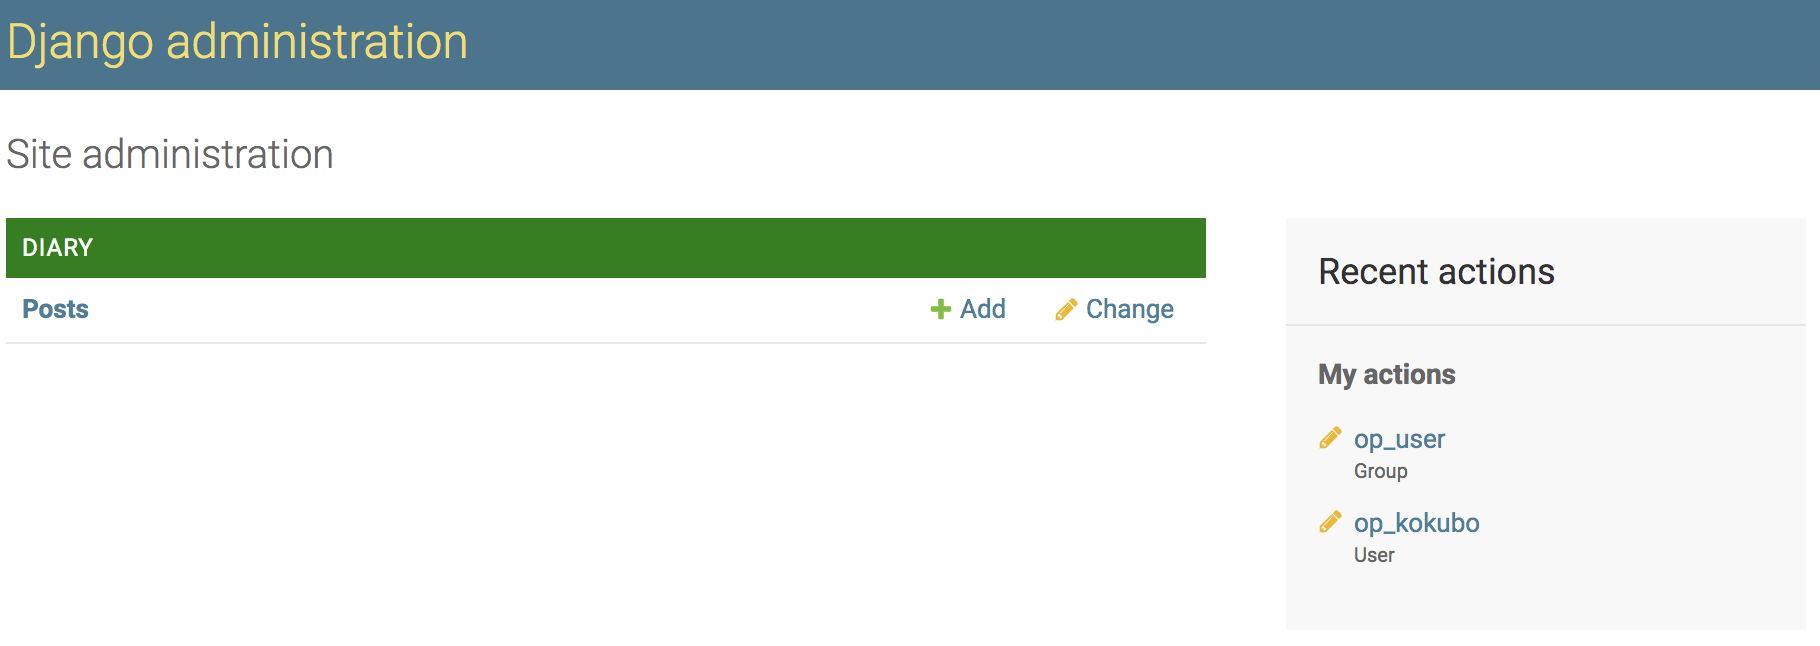 Django administration
Site administration
DIARY
Posts Add Change
Recent actions
My actions
op_user
Group
op_kokubo
User